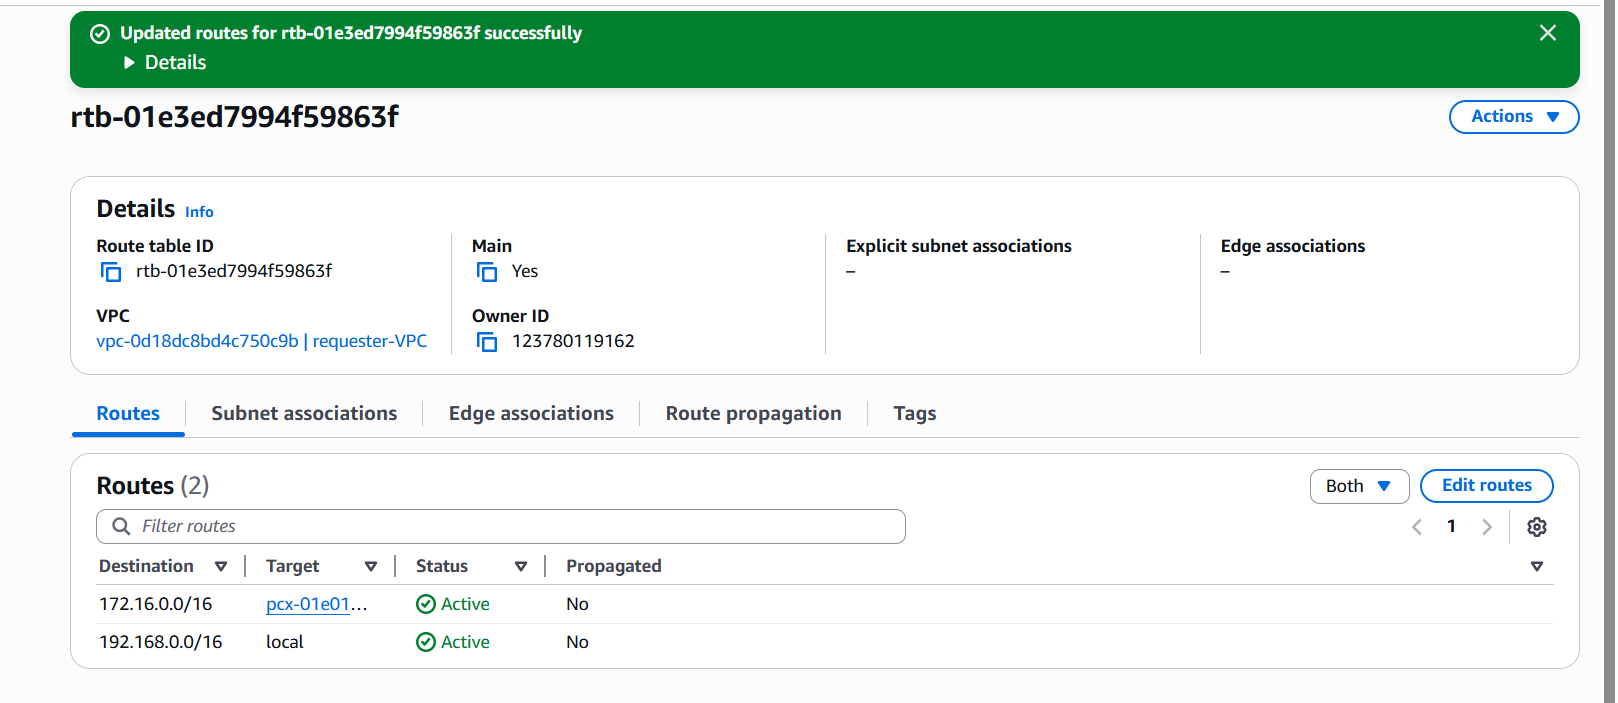 Updated routes for rtb-01e3ed7994f59863f successfully
Details
rtb-01e3ed7994f59863f
Actions
Details Info
Route table ID
rtb-01e3ed7994f59863f
Main
Yes
Explicit subnet associations
–
Edge associations
–
VPC
vpc-0d18dc8bd4c750c9b | requester-VPC
Owner ID
123780119162
Routes Subnet associations Edge associations Route propagation Tags
Routes (2)
Both
Edit routes
Filter routes
1
Destination Target Status Propagated
172.16.0.0/16 pcx-01e01... Active No
192.168.0.0/16 local Active No